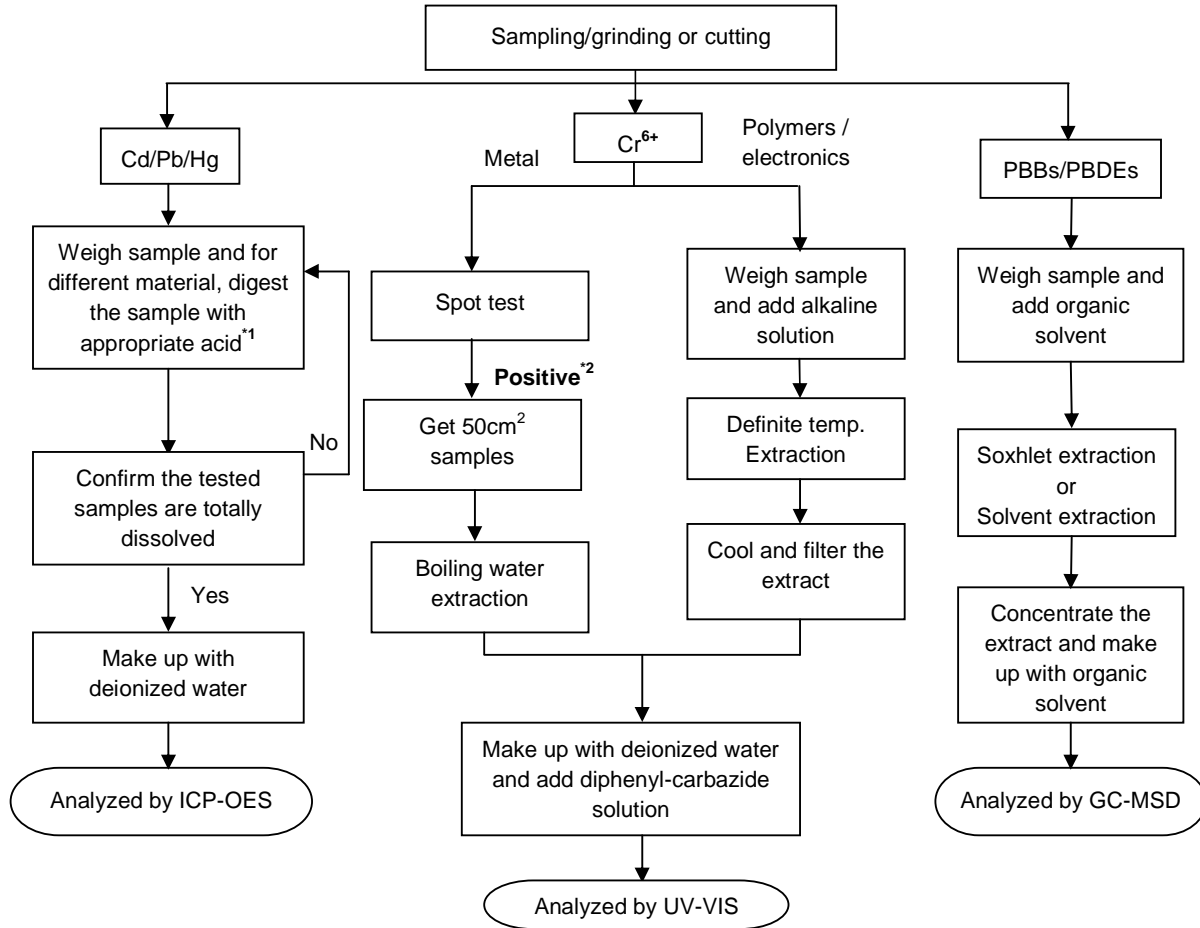 Sampling/grinding or cutting
Cd/Pb/Hg
Weigh sample and for
different material, digest
the sample with
appropriate acid*1
No
Confirm the tested
samples are totally
dissolved
Yes
Make up with
deionized water
Analyzed by ICP-OES
Cr6+
Metal
Spot test
Positive*2
Get 50cm2
samples
Boiling water
extraction
Polymers /
electronics
Weigh sample
and add alkaline
solution
Definite temp.
Extraction
Cool and filter the
extract
Make up with deionized water
and add diphenyl-carbazide
solution
Analyzed by UV-VIS
PBBs/PBDEs
Weigh sample and
add organic
solvent
Soxhlet extraction
or
Solvent extraction
Concentrate the
extract and make
up with organic
solvent
Analyzed by GC-MSD